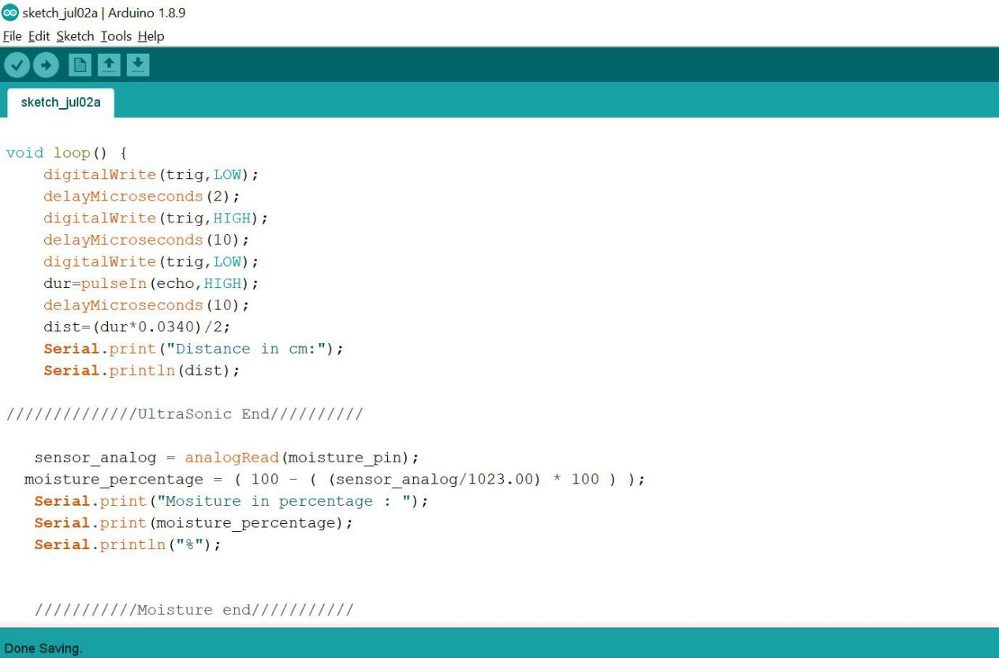 sketch_jul02a | Arduino 1.8.9
File Edit Sketch Tools Help
sketch_jul02a
void loop() {
digitalWrite(trig,LOW);
delayMicroseconds(2);
digitalWrite(trig,HIGH);
delayMicroseconds(10);
digitalWrite(trig,LOW);
dur=pulseIn(echo,HIGH);
delayMicroseconds(10);
dist=(dur*0.0340)/2;
Serial.print("Distance in cm:");
Serial.println(dist);
//////////////UltraSonic End//////////
sensor_analog = analogRead(moisture_pin);
moisture_percentage = ( 100 - ( (sensor_analog/1023.00) * 100 ) );
Serial.print("Mositure in percentage : ");
Serial.print(moisture_percentage);
Serial.println("%");
///////////Moisture end///////////
Done Saving.